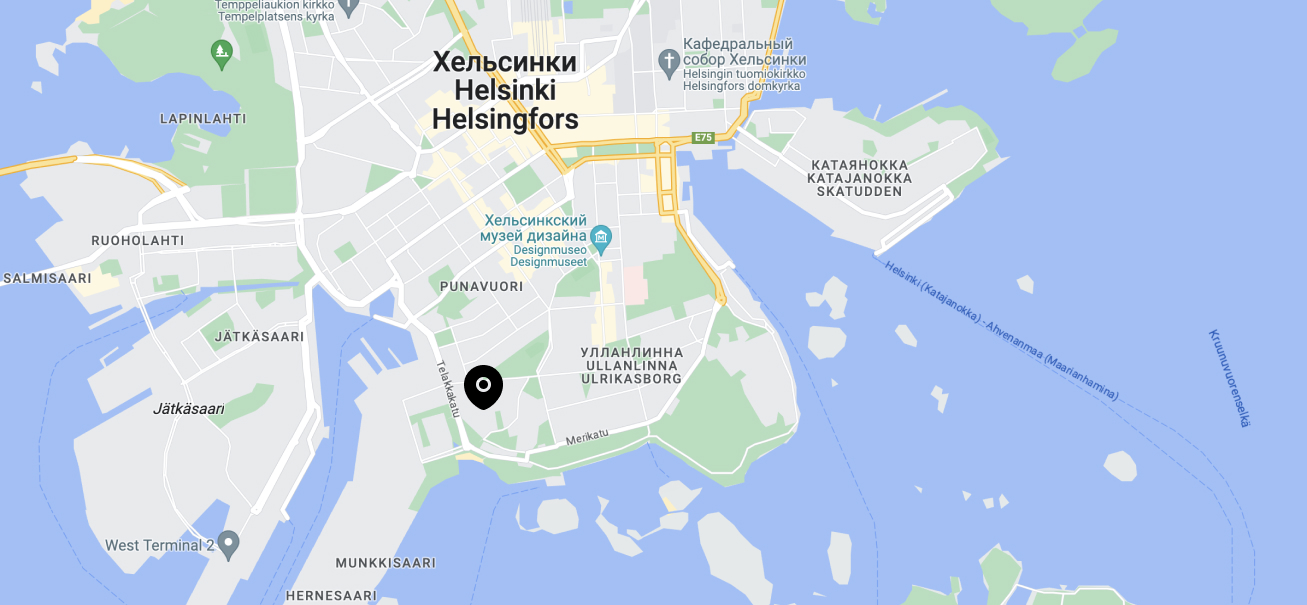 Temppeliaukion kirkko
Tempelplatsens kyrka
Хельсинки
Helsinki
Helsingfors
Кафедральный
собор Хельсинки
Helsingin tuomiokirkko
Helsingfors domkyrka
LAPINLAHTI
E75
КАТАЯНОККА
KATAJANOKKA
SKATUDDEN
Хельсинкский
музей дизайна
Designmuseo
Designmuseet
RUOHOLAHTI
SALMISAARI
PUNAVUORI
Helsinki (Katajanokka) - Ahvenanmaa (Maarianhamina)
Kruunuvuorenselkä
JÄTKÄSAARI
УЛЛАНЛИННА
ULLANLINNA
ULRIKASBORG
Telakkakatu
Jätkäsaari
Merikatu
West Terminal 2
MUNKKISAARI
HERNESAARI